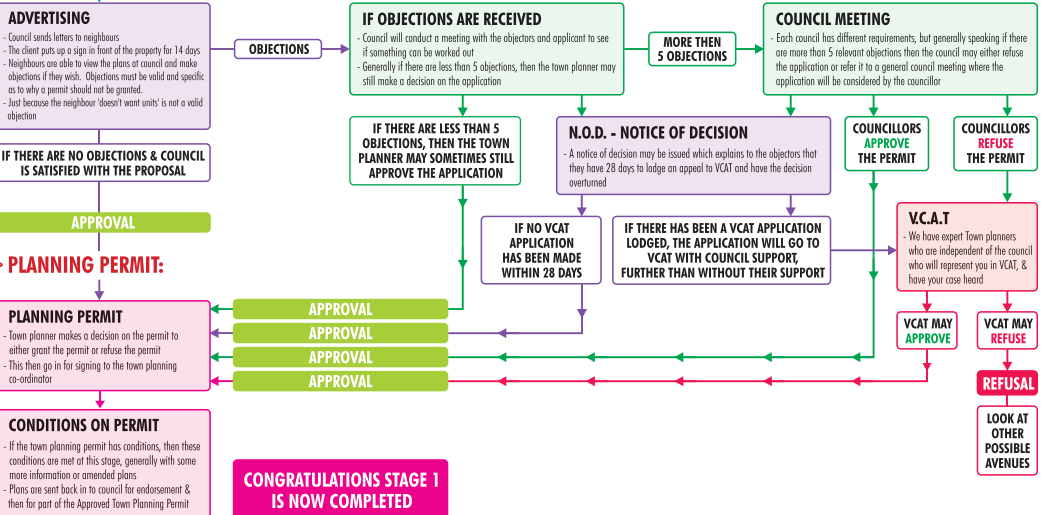 ADVERTISING
- Council sends letters to neighbours
- The client puts up a sign in front of the property for 14 days
- Neighbours are able to view the plans at council and make
objections if they wish. Objections must be valid and specific
as to why a permit should not be granted.
- Just because the neighbour 'doesn't want units' is not a valid
objection
OBJECTIONS
IF OBJECTIONS ARE RECEIVED
- Council will conduct a meeting with the objectors and applicant to see
if something can be worked out
- Generally if there are less than 5 objections, then the town planner may
still make a decision on the application
MORE THEN
5 OBJECTIONS
COUNCIL MEETING
- Each council has different requirements, but generally speaking if there
are more than 5 relevant objections then the council may either refuse
the application or refer it to a general council meeting where the
application will be considered by the councillor
IF THERE ARE NO OBJECTIONS & COUNCIL
IS SATISFIED WITH THE PROPOSAL
IF THERE ARE LESS THAN 5
OBJECTIONS, THEN THE TOWN
PLANNER MAY SOMETIMES STILL
APPROVE THE APPLICATION
N.O.D. - NOTICE OF DECISION
- A notice of decision may be issued which explains to the objectors that
they have 28 days to lodge an appeal to VCAT and have the decision
overturned
COUNCILLORS
APPROVE
THE PERMIT
COUNCILLORS
REFUSE
THE PERMIT
APPROVAL
IF NO VCAT
APPLICATION
HAS BEEN MADE
WITHIN 28 DAYS
IF THERE HAS BEEN A VCAT APPLICATION
LODGED, THE APPLICATION WILL GO TO
VCAT WITH COUNCIL SUPPORT,
FURTHER THAN WITHOUT THEIR SUPPORT
V.C.A.T
- We have expert Town planners
who are independent of the council
who will represent you in VCAT, &
have your case heard
PLANNING PERMIT:
PLANNING PERMIT
- Town planner makes a decision on the permit to
either grant the permit or refuse the permit
- This then go in for signing to the town planning
co-ordinator
APPROVAL
APPROVAL
APPROVAL
APPROVAL
VCAT MAY
APPROVE
VCAT MAY
REFUSE
REFUSAL
LOOK AT
OTHER
POSSIBLE
AVENUES
CONDITIONS ON PERMIT
- If the town planning permit has conditions, then these
conditions are met at this stage, generally with some
more information or amended plans
- Plans are sent back in to council for endorsement &
then for part of the Approved Town Planning Permit
CONGRATULATIONS STAGE 1
IS NOW COMPLETED